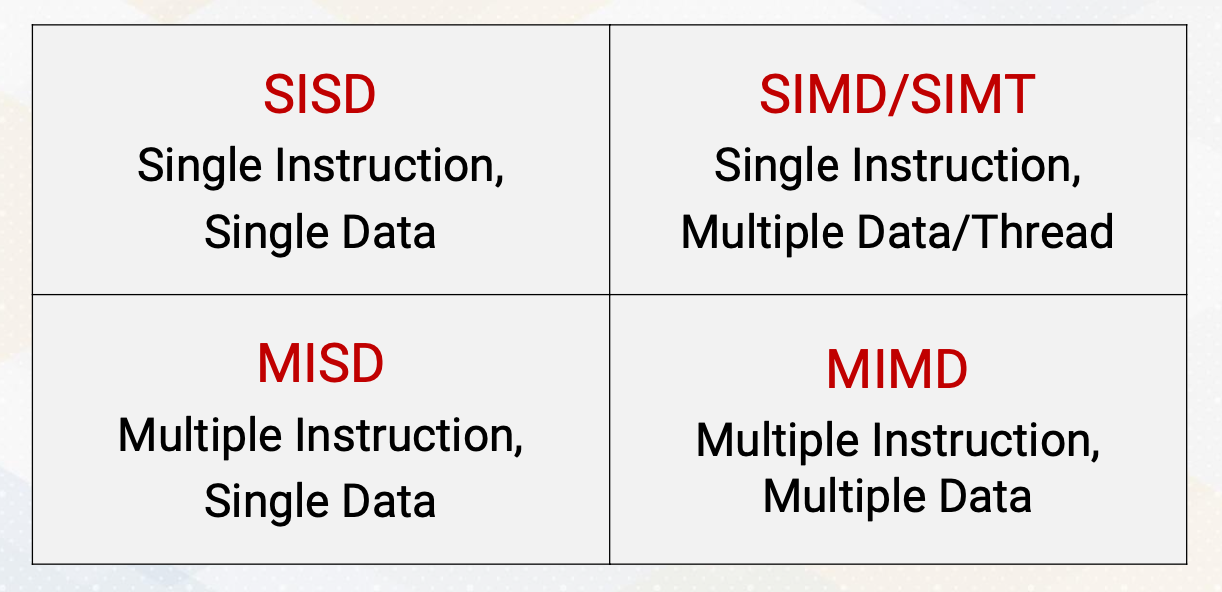 SISD
Single Instruction,
Single Data
SIMD/SIMT
Single Instruction,
Multiple Data/Thread
MISD
Multiple Instruction,
Single Data
MIMD
Multiple Instruction,
Multiple Data